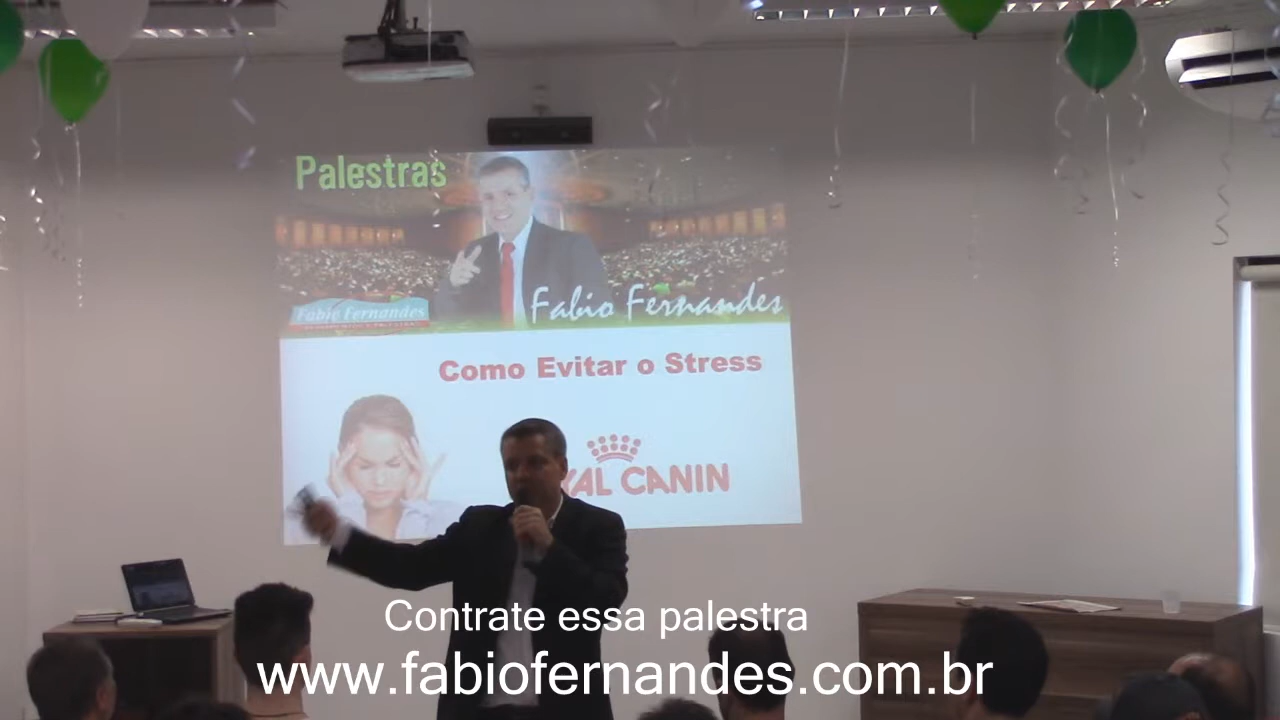 Palestras
Fabio Fernandes
Fabio Fernandes
Como Evitar o Stress
YAL CANIN
Contrate essa palestra
www.fabiofernandes.com.br